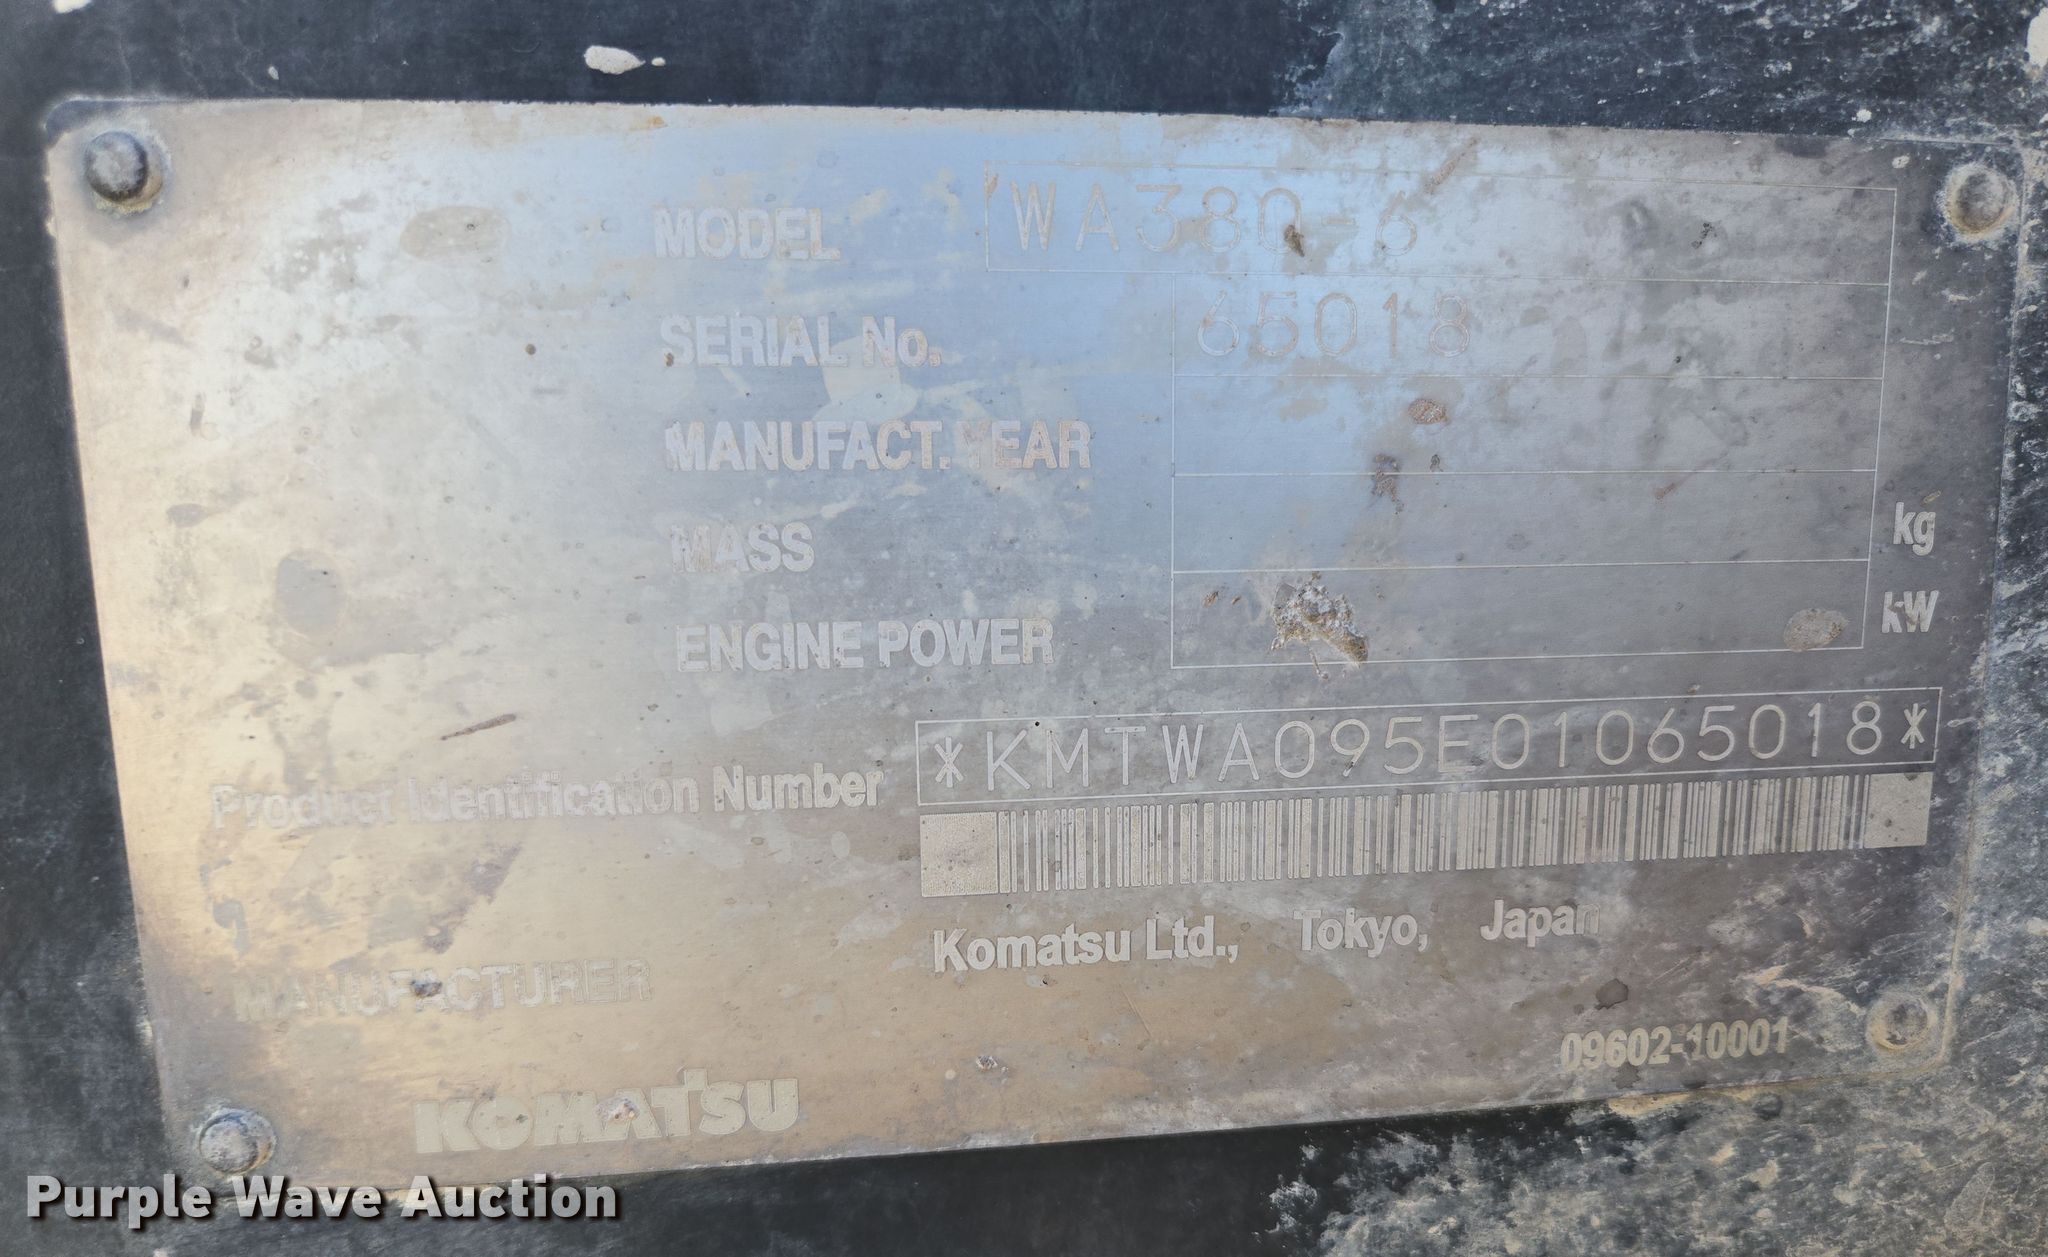 MODEL WA380-6
SERIAL No. 65018
MANUFACT. YEAR
MASS kg
ENGINE POWER kW
Product Identification Number *KMTWA095E01065018*
MANUFACTURER Komatsu Ltd., Tokyo, Japan
09602-10001
KOMATSU
Purple Wave Auction